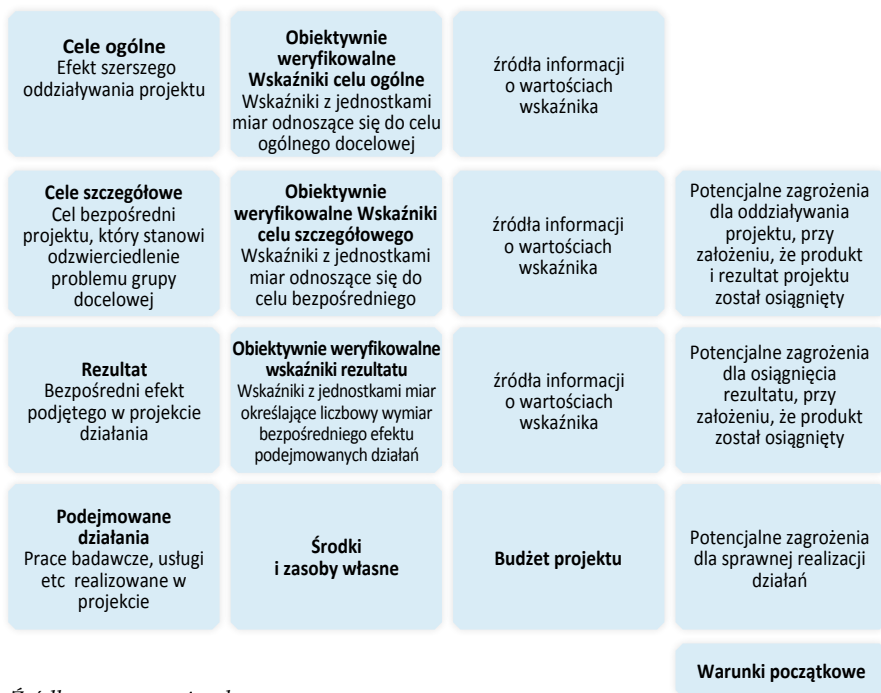 Cele ogólne
Efekt szerszego
oddziaływania projektu
Obiektywnie
weryfikowalne
Wskaźniki celu ogólne
Wskaźniki z jednostkami
miar odnoszące się do celu
ogólnego docelowej
źródła informacji
o wartościach
wskaźnika
Cele szczegółowe
Cel bezpośredni
projektu, który stanowi
odzwierciedlenie
problemu grupy
docelowej
Obiektywnie
weryfikowalne Wskaźniki
celu szczegółowego
Wskaźniki z jednostkami
miar odnoszące się do
celu bezpośredniego
źródła informacji
o wartościach
wskaźnika
Potencjalne zagrożenia
dla oddziaływania
projektu, przy
założeniu, że produkt
i rezultat projektu
został osiągnięty
Rezultat
Bezpośredni efekt
podjętego w projekcie
działania
Obiektywnie weryfikowalne
wskaźniki rezultatu
Wskaźniki z jednostkami miar
określające liczbowy wymiar
bezpośredniego efektu
podejmowanych działań
źródła informacji
o wartościach
wskaźnika
Potencjalne zagrożenia
dla osiągnięcia
rezultatu, przy
założeniu, że produkt
został osiągnięty
Podejmowane
działania
Prace badawcze, usługi
etc realizowane w
projekcie
Środki
i zasoby własne
Budżet projektu
Potencjalne zagrożenia
dla sprawnej realizacji
działań
Warunki początkowe